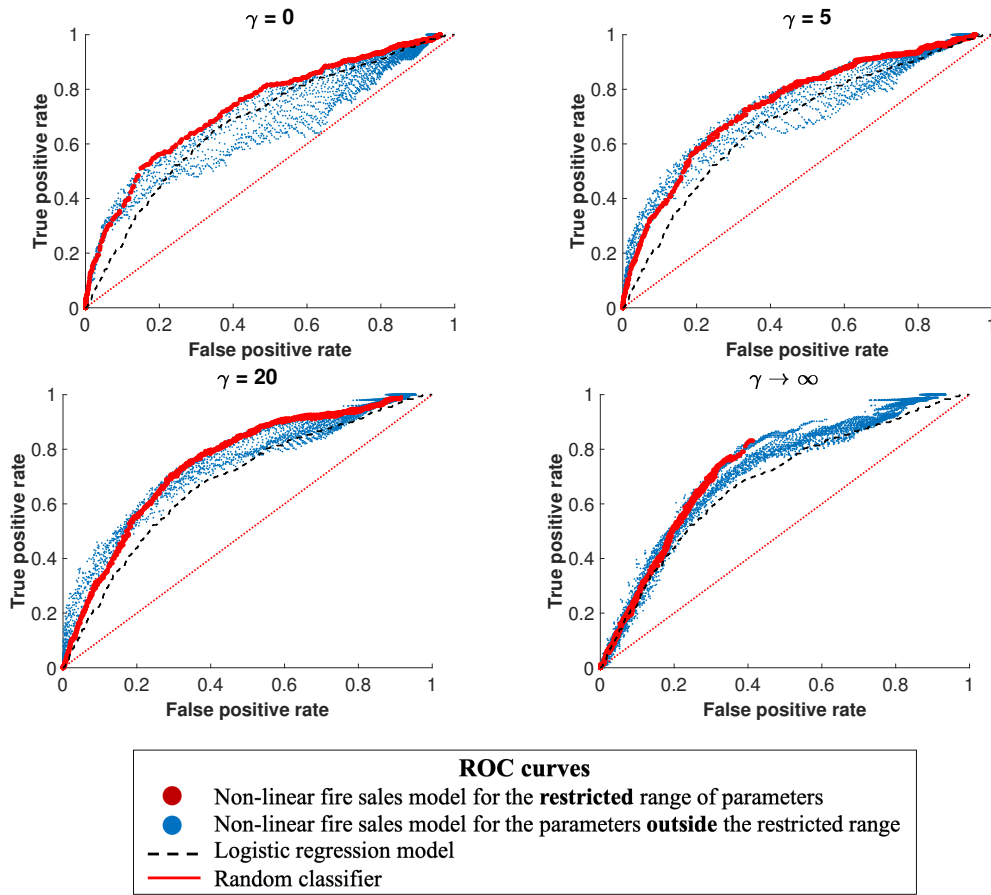 γ = 0
γ = 5
True positive rate
1
0.8
0.6
0.4
0.2
0
0
0.2
0.4
0.6
0.8
1
False positive rate
True positive rate
1
0.8
0.6
0.4
0.2
0
0
0.2
0.4
0.6
0.8
1
False positive rate
γ = 20
γ → ∞
True positive rate
1
0.8
0.6
0.4
0.2
0
0
0.2
0.4
0.6
0.8
1
False positive rate
True positive rate
1
0.8
0.6
0.4
0.2
0
0
0.2
0.4
0.6
0.8
1
False positive rate
ROC curves
Non-linear fire sales model for the restricted range of parameters
Non-linear fire sales model for the parameters outside the restricted range
Logistic regression model
Random classifier